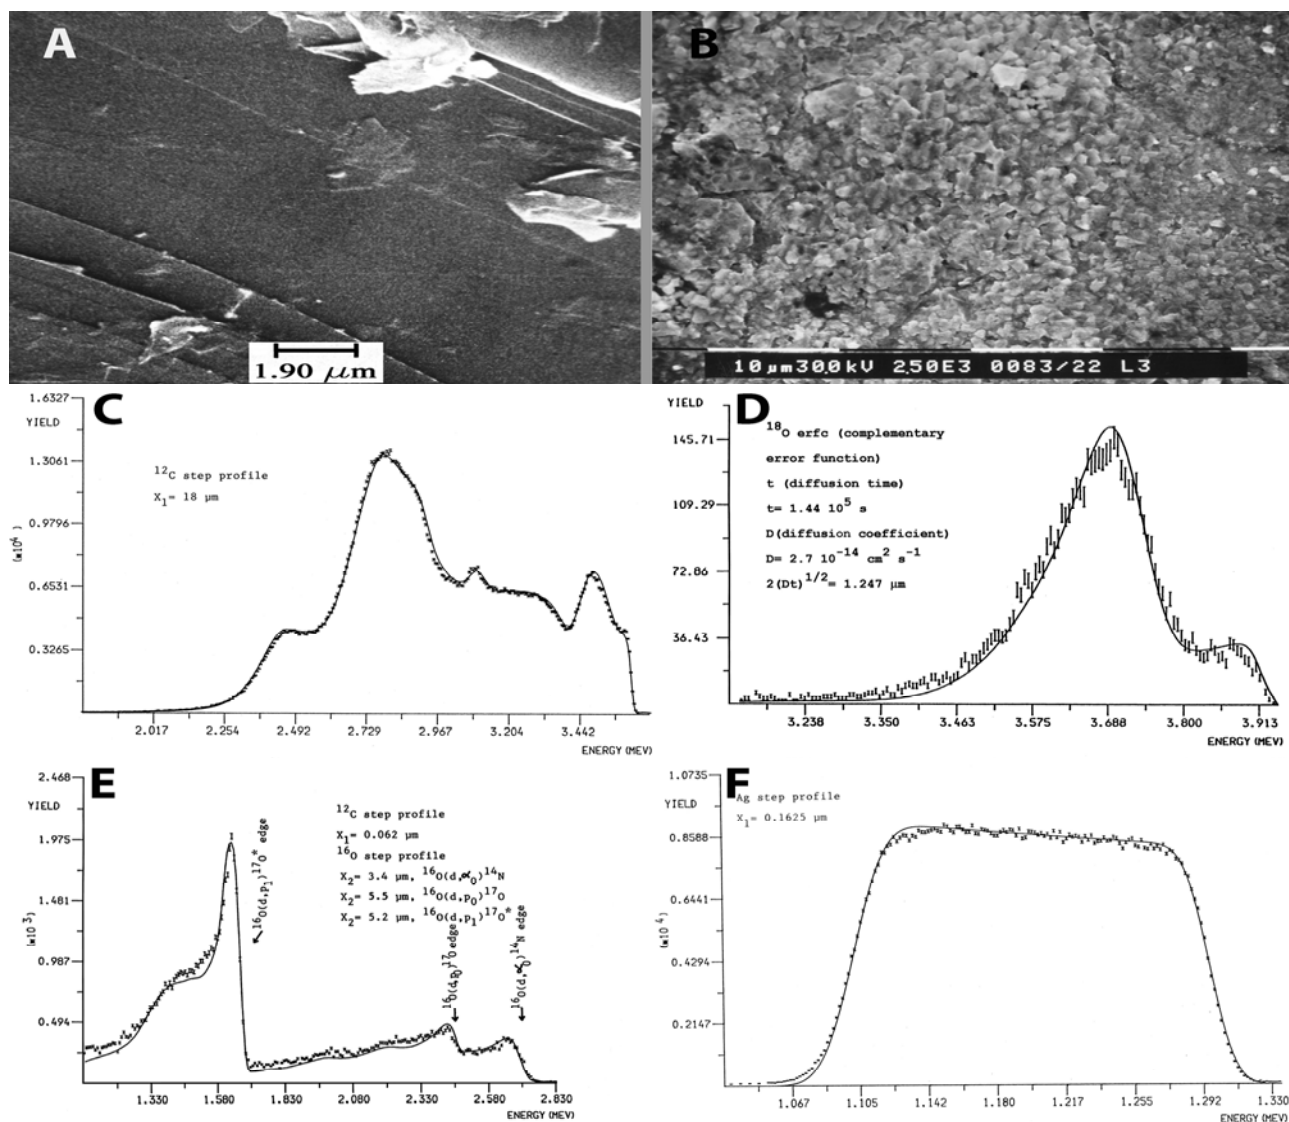 A
1.90 μm
B
10μm300kV 250E3 0083/22 L3
C
1.6327
YIELD
1.3061
0.9796
0.6531
0.3265
(×10⁴)
¹²C step profile
X₁= 18 μm
2.017 2.254 2.492 2.729 2.967 3.204 3.442
ENERGY (MEV)
D
YIELD
145.71
109.29
72.86
36.43
¹⁸O erfc (complementary
error function)
t (diffusion time)
t= 1.44 10⁵ s
D(diffusion coefficient)
D= 2.7 10⁻¹⁴ cm² s⁻¹
2(Dt)¹/²= 1.247 μm
3.238 3.350 3.463 3.575 3.688 3.800 3.913
ENERGY (MEV)
E
2.468
YIELD
1.975
1.481
0.987
0.494
(×10³)
¹⁶O(d,p₁)¹⁷O* edge
¹²C step profile
X₁= 0.062 μm
¹⁶O step profile
X₂= 3.4 μm, ¹⁶O(d,α₀)¹⁴N
X₂= 5.5 μm, ¹⁶O(d,p₀)¹⁷O
X₂= 5.2 μm, ¹⁶O(d,p₁)¹⁷O*
¹⁶O(d,p₀)¹⁷O edge
¹⁶O(d,α₀)¹⁴N edge
1.330 1.580 1.830 2.080 2.330 2.580 2.830
ENERGY (MEV)
F
1.0735
YIELD
0.8588
0.6441
0.4294
0.2147
(×10⁴)
Ag step profile
X₁= 0.1625 μm
1.067 1.105 1.142 1.180 1.217 1.255 1.292 1.330
ENERGY (MEV)